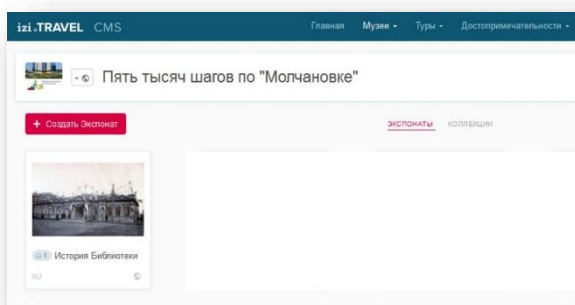 izi.TRAVEL CMS Главная Музеи Туры Достопримечательности
Пять тысяч шагов по "Молчановке"
+ Создать Экспонат ЭКСПОНАТЫ КОЛЛЕКЦИИ
1 История Библиотеки
RU